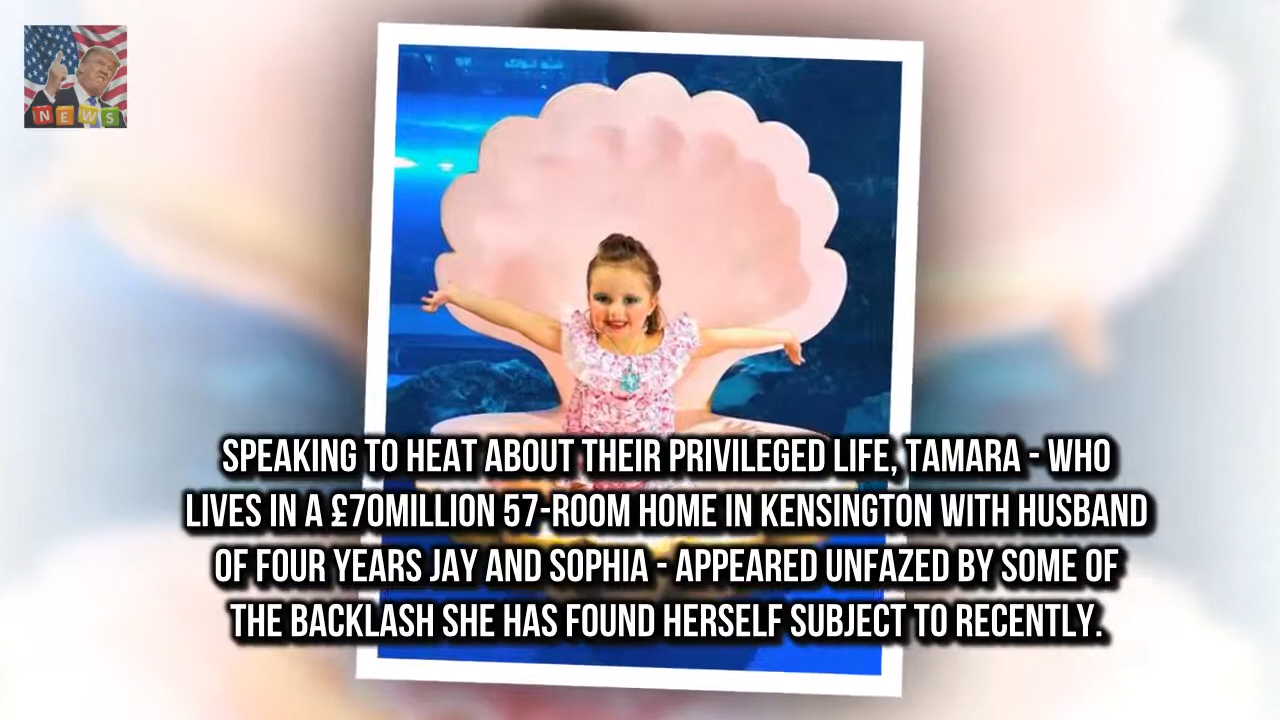 NEWS
SPEAKING TO HEAT ABOUT THEIR PRIVILEGED LIFE, TAMARA - WHO
LIVES IN A £70MILLION 57-ROOM HOME IN KENSINGTON WITH HUSBAND
OF FOUR YEARS JAY AND SOPHIA - APPEARED UNFAZED BY SOME OF
THE BACKLASH SHE HAS FOUND HERSELF SUBJECT TO RECENTLY.